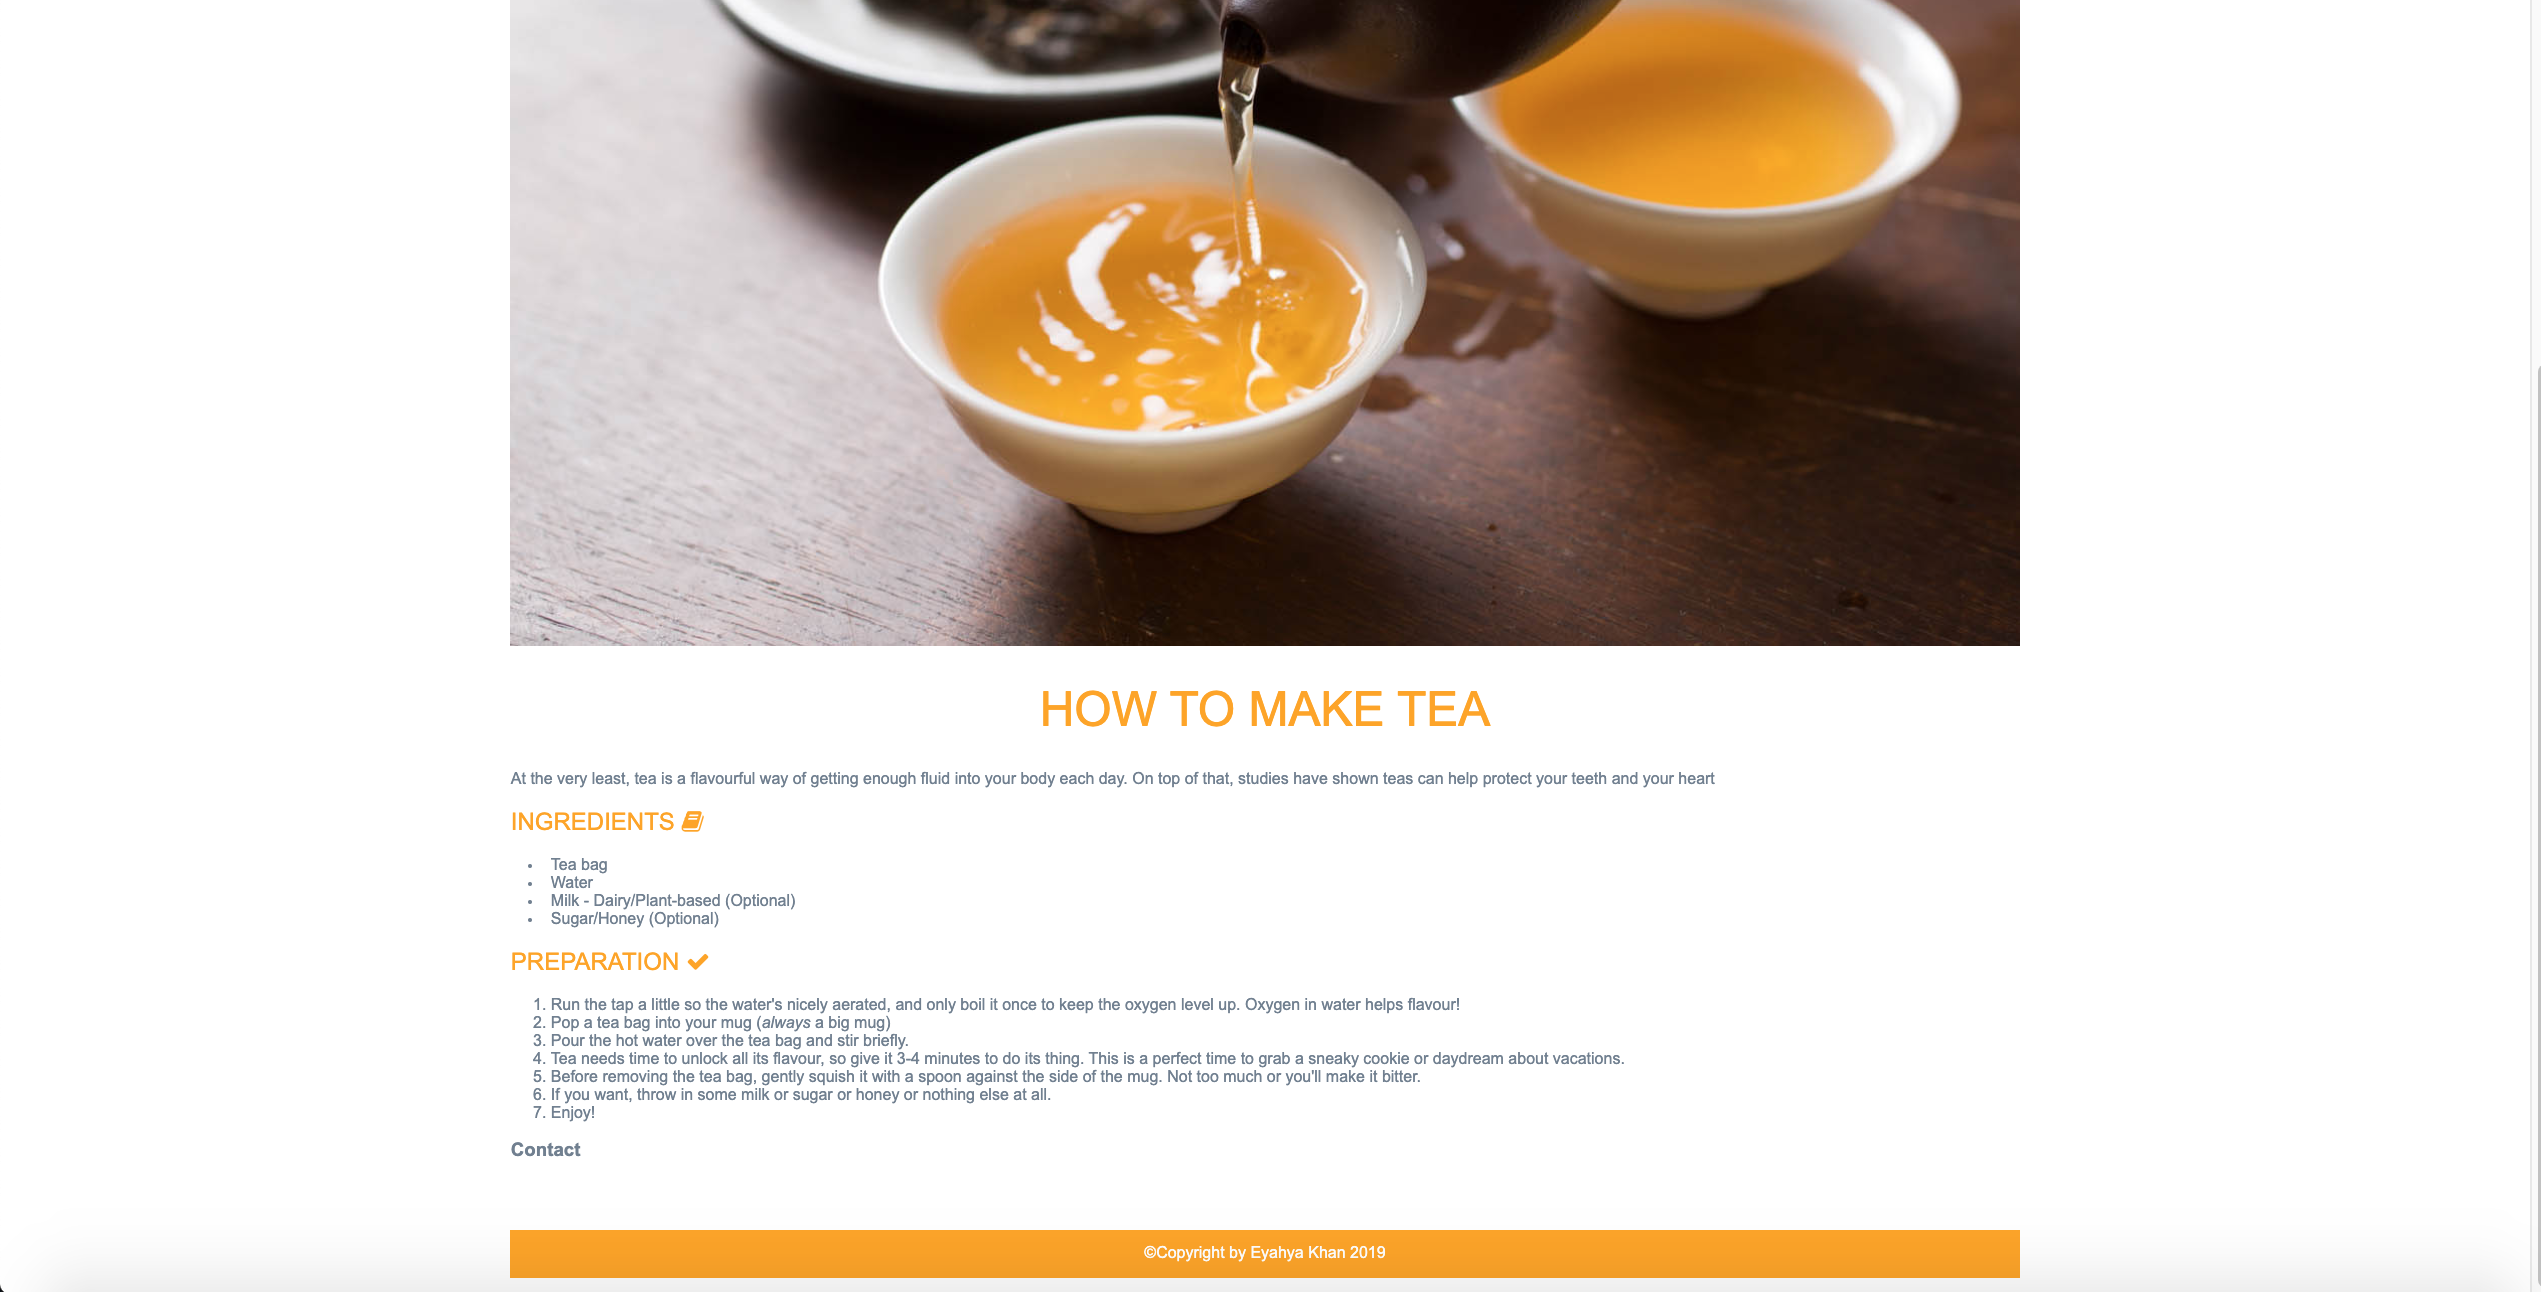 HOW TO MAKE TEA
At the very least, tea is a flavourful way of getting enough fluid into your body each day. On top of that, studies have shown teas can help protect your teeth and your heart
INGREDIENTS
• Tea bag
• Water
• Milk - Dairy/Plant-based (Optional)
• Sugar/Honey (Optional)
PREPARATION
1. Run the tap a little so the water's nicely aerated, and only boil it once to keep the oxygen level up. Oxygen in water helps flavour!
2. Pop a tea bag into your mug (always a big mug)
3. Pour the hot water over the tea bag and stir briefly.
4. Tea needs time to unlock all its flavour, so give it 3-4 minutes to do its thing. This is a perfect time to grab a sneaky cookie or daydream about vacations.
5. Before removing the tea bag, gently squish it with a spoon against the side of the mug. Not too much or you'll make it bitter.
6. If you want, throw in some milk or sugar or honey or nothing else at all.
7. Enjoy!
Contact
©Copyright by Eyahya Khan 2019